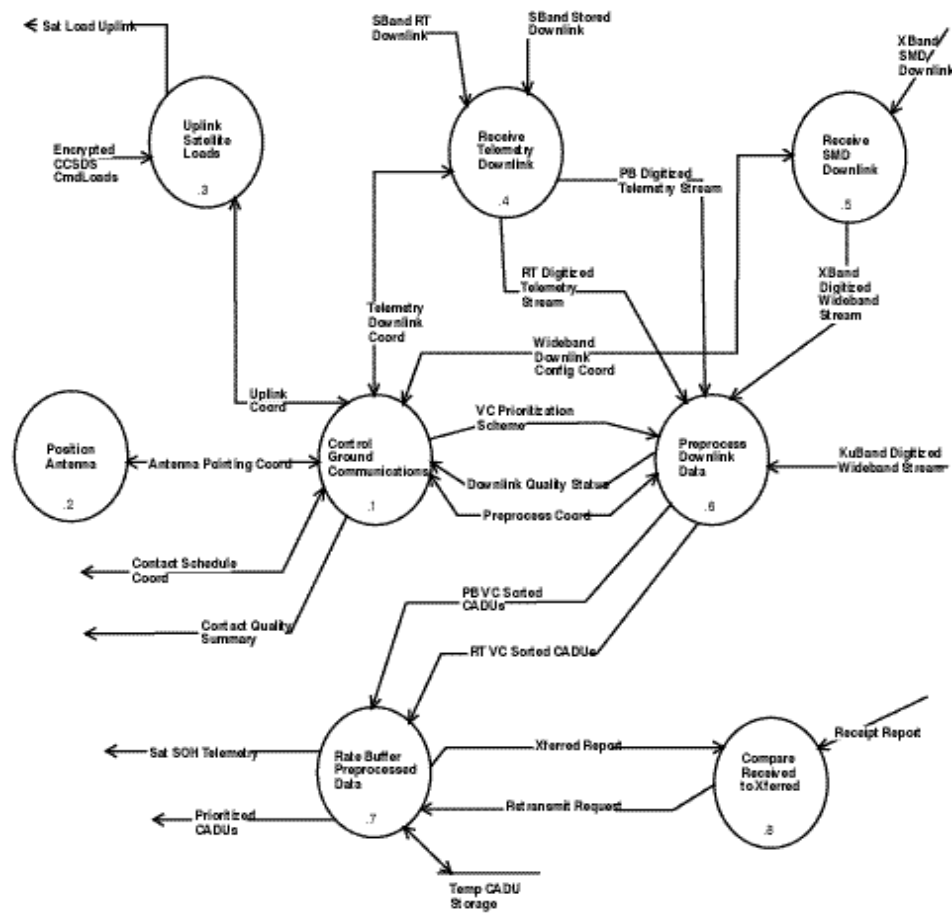 Sat Load Uplink
SBand RT
Downlink
SBand Stored
Downlink
XBand
SMD
Downlink
Uplink
Satellite
Loads
.3
Encrypted
CCSDS
CmdLoads
Receive
Telemetry
Downlink
.4
Receive
SMD
Downlink
.5
PB Digitized
Telemetry Stream
RT Digitized
Telemetry
Stream
XBand
Digitized
Wideband
Stream
Telemetry
Downlink
Coord
Wideband
Downlink
Config Coord
Uplink
Coord
VC Prioritization
Scheme
Position
Antenna
.2
Antenna Pointing Coord
Control
Ground
Communications
.1
Downlink Quality Status
Preprocess Coord
Preprocess
Downlink
Data
.6
KuBand Digitized
Wideband Stream
Contact Schedule
Coord
Contact Quality
Summary
PB VC Sorted
CADUs
RT VC Sorted CADUs
Sat SOH Telemetry
Rate Buffer
Preprocessed
Data
.7
Xferred Report
Receipt Report
Compare
Received
to Xferred
.8
Retransmit Request
Prioritized
CADUs
Temp CADU
Storage